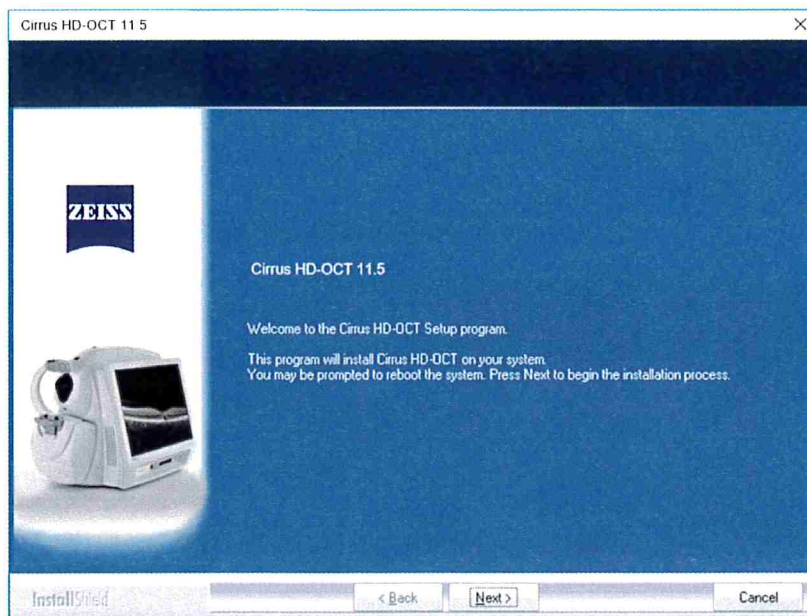 Cirrus HD-OCT 11 5
ZEISS
Cirrus HD-OCT 11.5
Welcome to the Cirrus HD-OCT Setup program.
This program will install Cirrus HD-OCT on your system.
You may be prompted to reboot the system. Press Next to begin the installation process.
InstallShield
< Back
Next >
Cancel